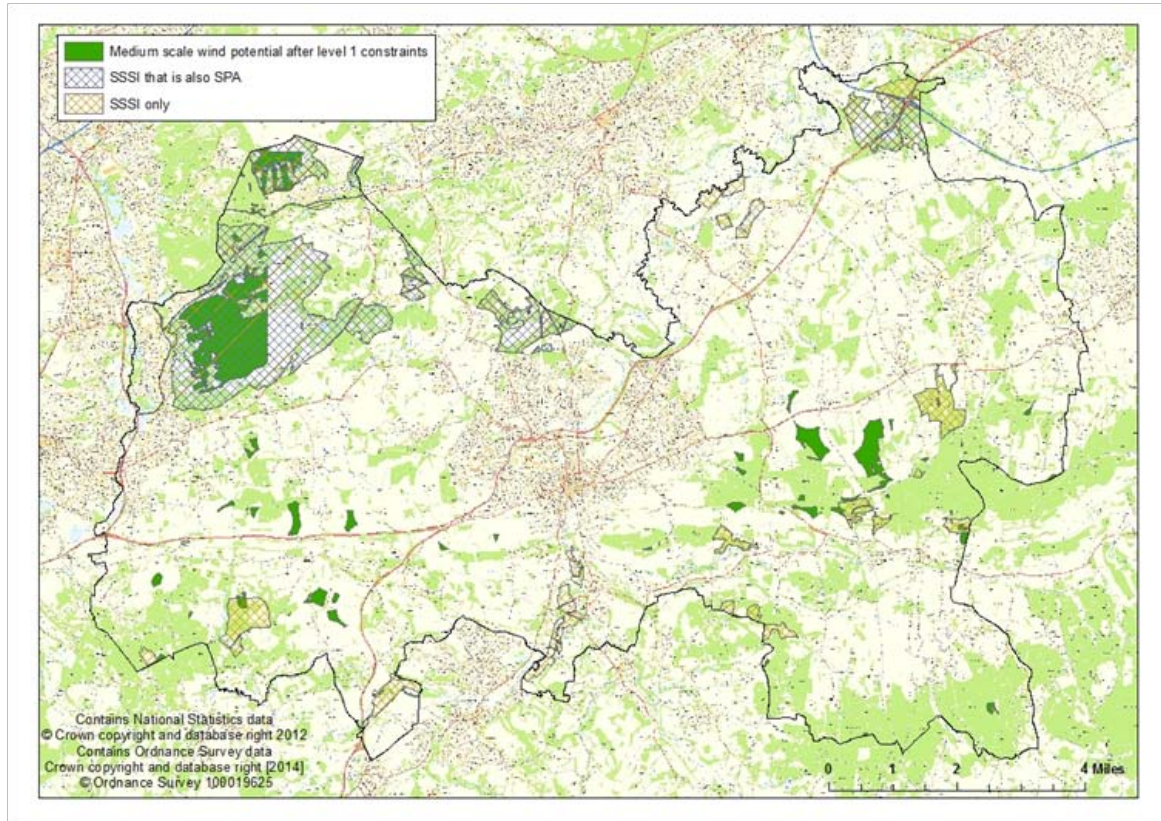 Medium scale wind potential after level 1 constraints
SSSI that is also SPA
SSSI only
Contains National Statistics data
© Crown copyright and database right 2012
Contains Ordnance Survey data
Crown copyright and database right [2014]
© Ordnance Survey 100019625
0 1 2 4 Miles